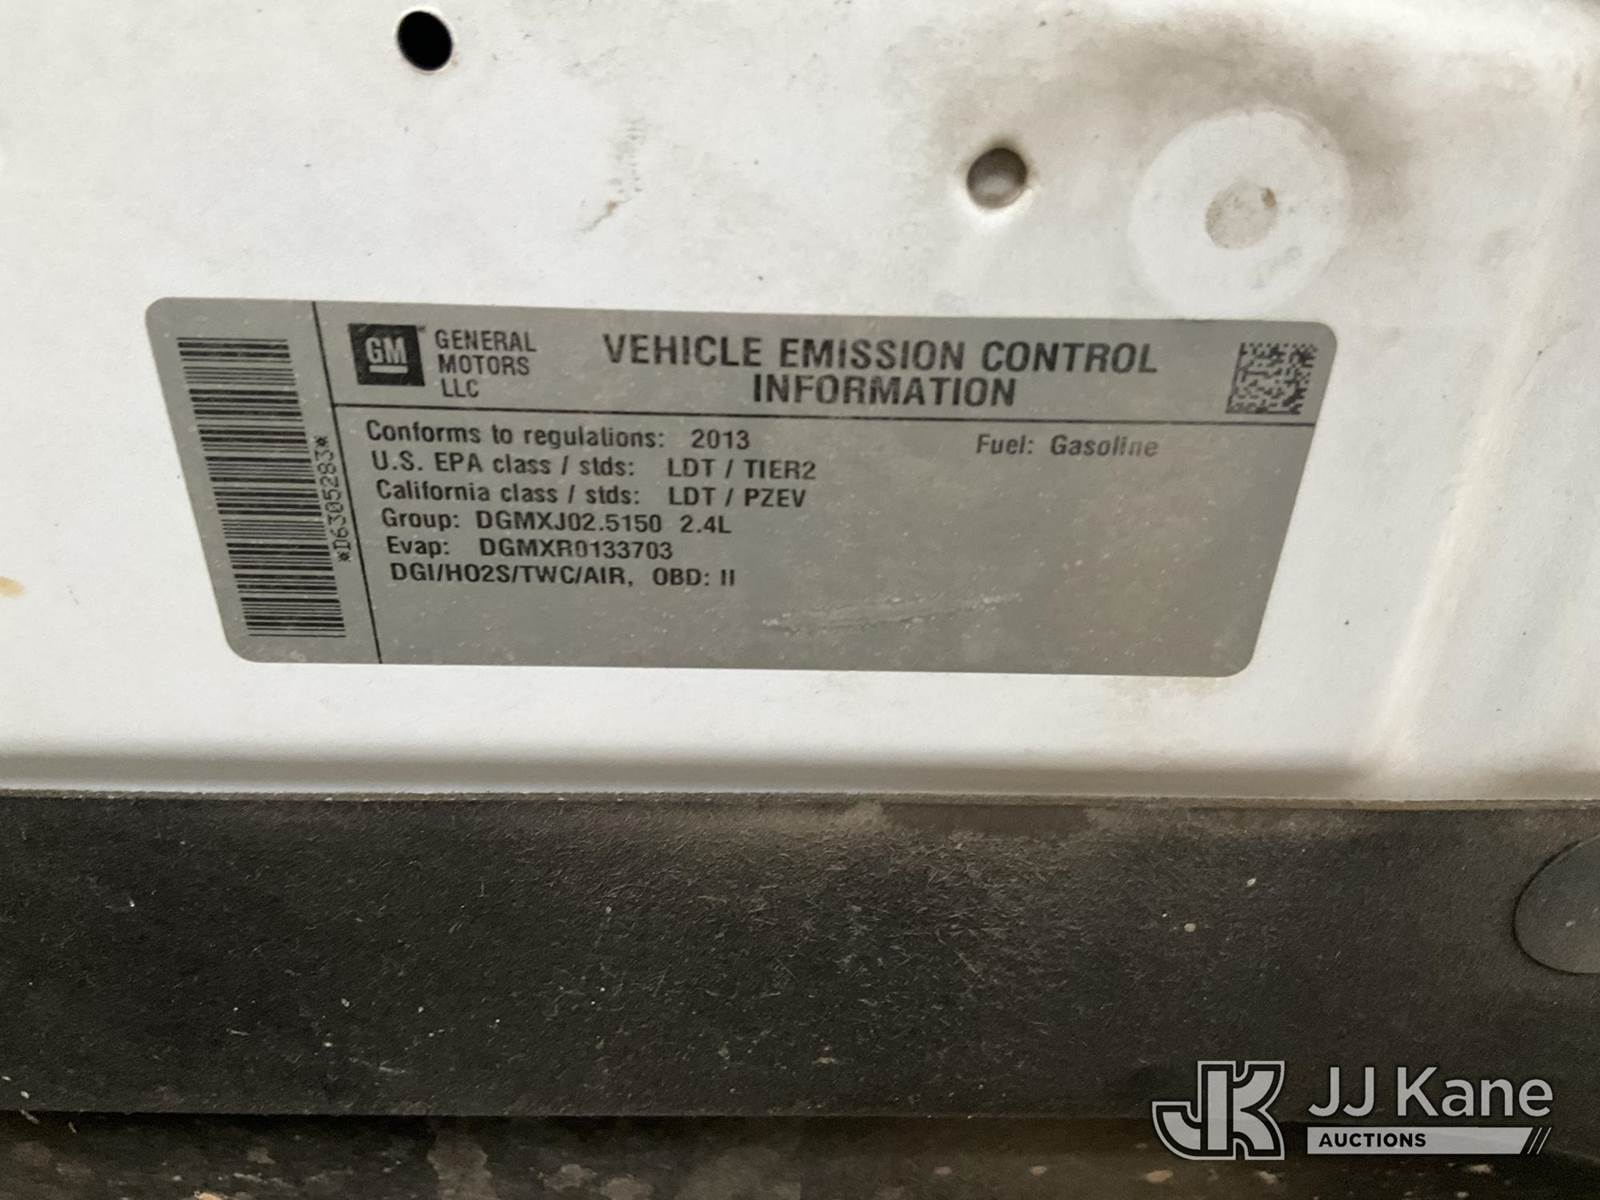 GM
GENERAL
MOTORS
LLC
VEHICLE EMISSION CONTROL
INFORMATION
Conforms to regulations: 2013
Fuel: Gasoline
U.S. EPA class / stds: LDT / TIER2
California class / stds: LDT / PZEV
Group: DGMXJ02.5150 2.4L
Evap: DGMXR0133703
DGI/HO2S/TWC/AIR, OBD: II
*D6305283*
JK JJ Kane
AUCTIONS